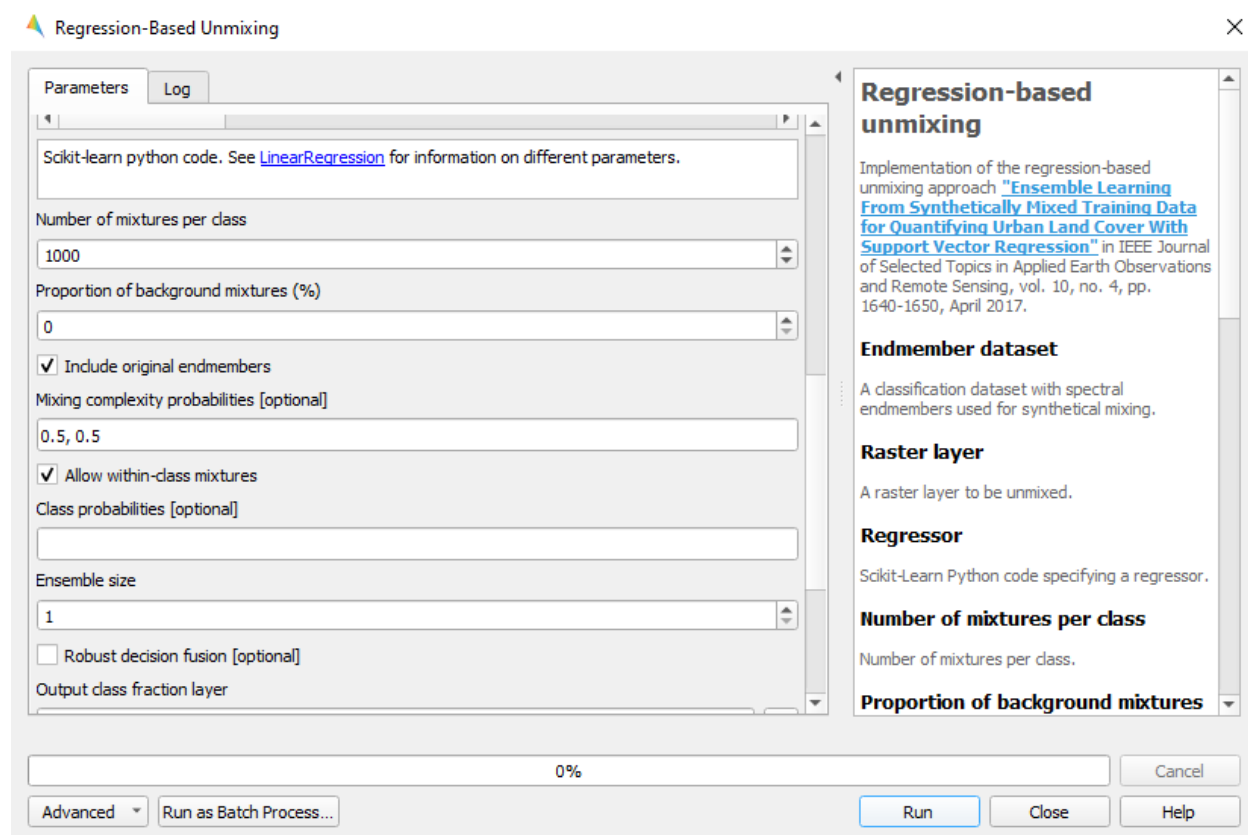 Regression-Based Unmixing
Parameters
Log
Scikit-learn python code. See LinearRegression for information on different parameters.
Number of mixtures per class
1000
Proportion of background mixtures (%)
0
Include original endmembers
Mixing complexity probabilities [optional]
0.5, 0.5
Allow within-class mixtures
Class probabilities [optional]
Ensemble size
1
Robust decision fusion [optional]
Output class fraction layer
Regression-based
unmixing
Implementation of the regression-based
unmixing approach "Ensemble Learning
From Synthetically Mixed Training Data
for Quantifying Urban Land Cover With
Support Vector Regression" in IEEE Journal
of Selected Topics in Applied Earth Observations
and Remote Sensing, vol. 10, no. 4, pp.
1640-1650, April 2017.
Endmember dataset
A classification dataset with spectral
endmembers used for synthetical mixing.
Raster layer
A raster layer to be unmixed.
Regressor
Scikit-Learn Python code specifying a regressor.
Number of mixtures per class
Number of mixtures per class.
Proportion of background mixtures
0%
Cancel
Advanced
Run as Batch Process...
Run
Close
Help